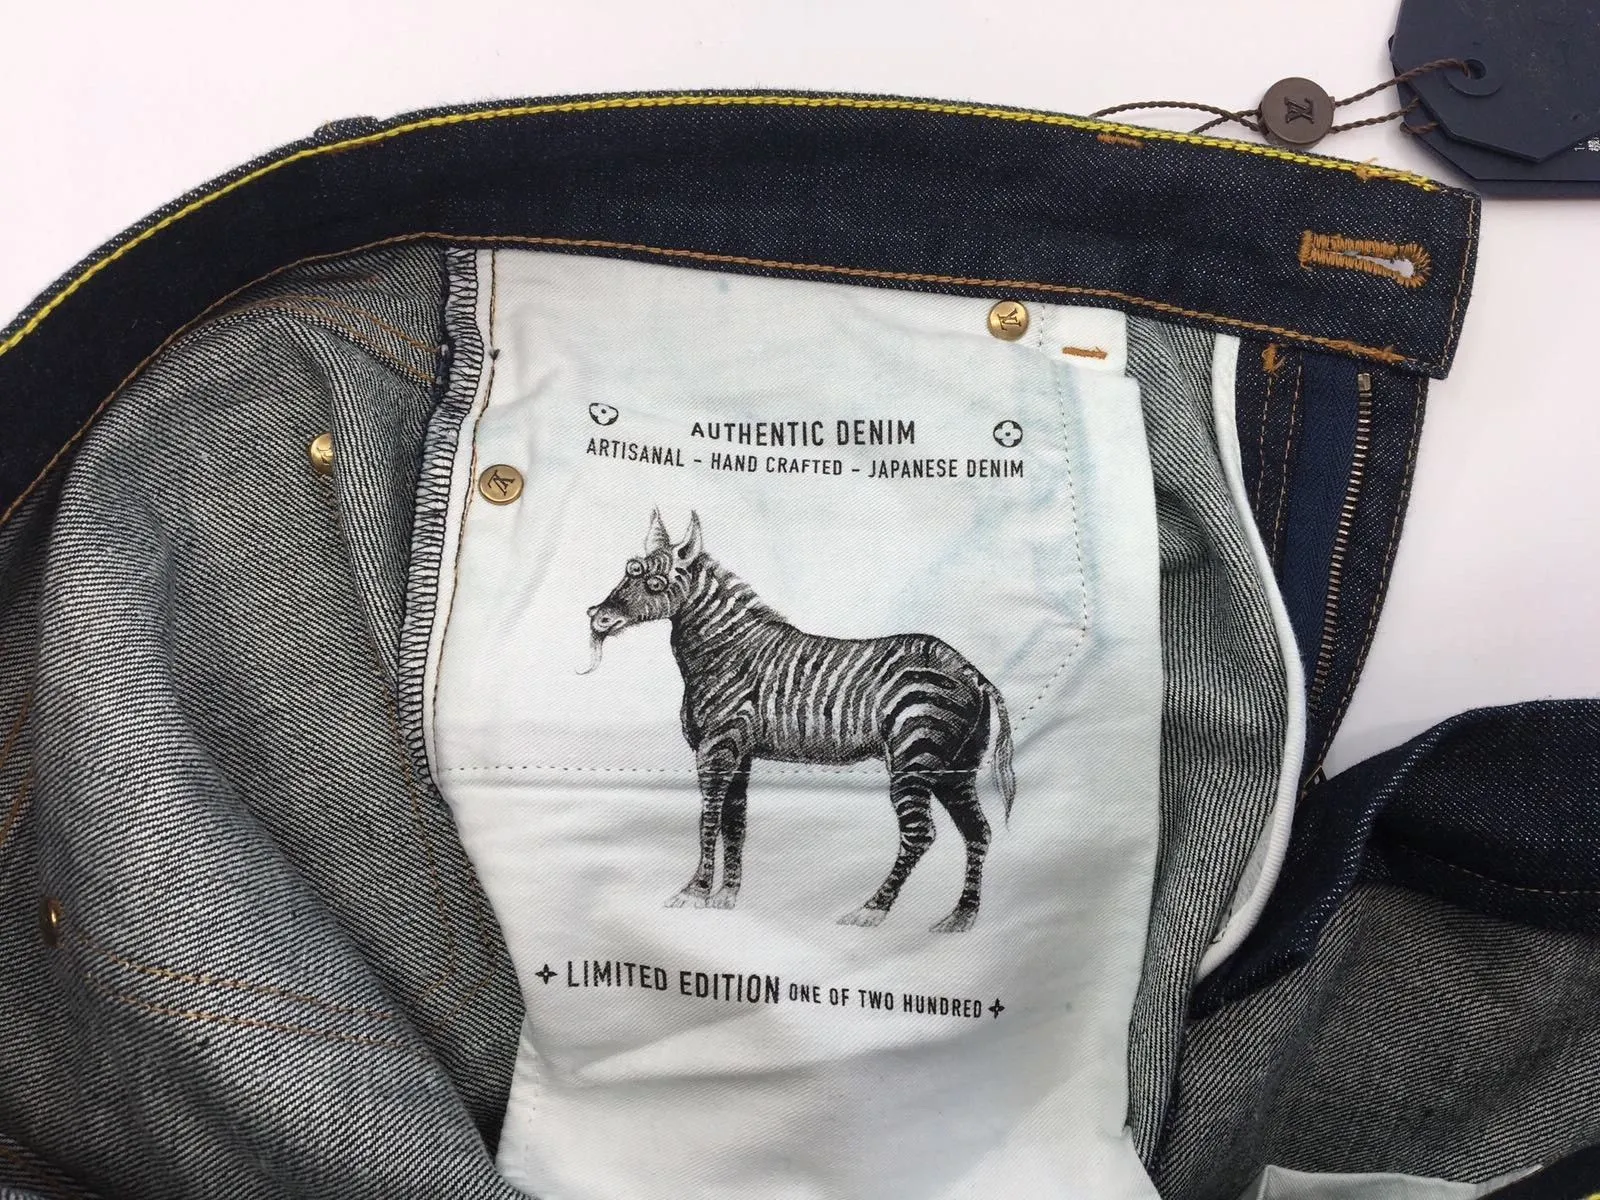 AUTHENTIC DENIM
ARTISANAL - HAND CRAFTED - JAPANESE DENIM
LIMITED EDITION ONE OF TWO HUNDRED